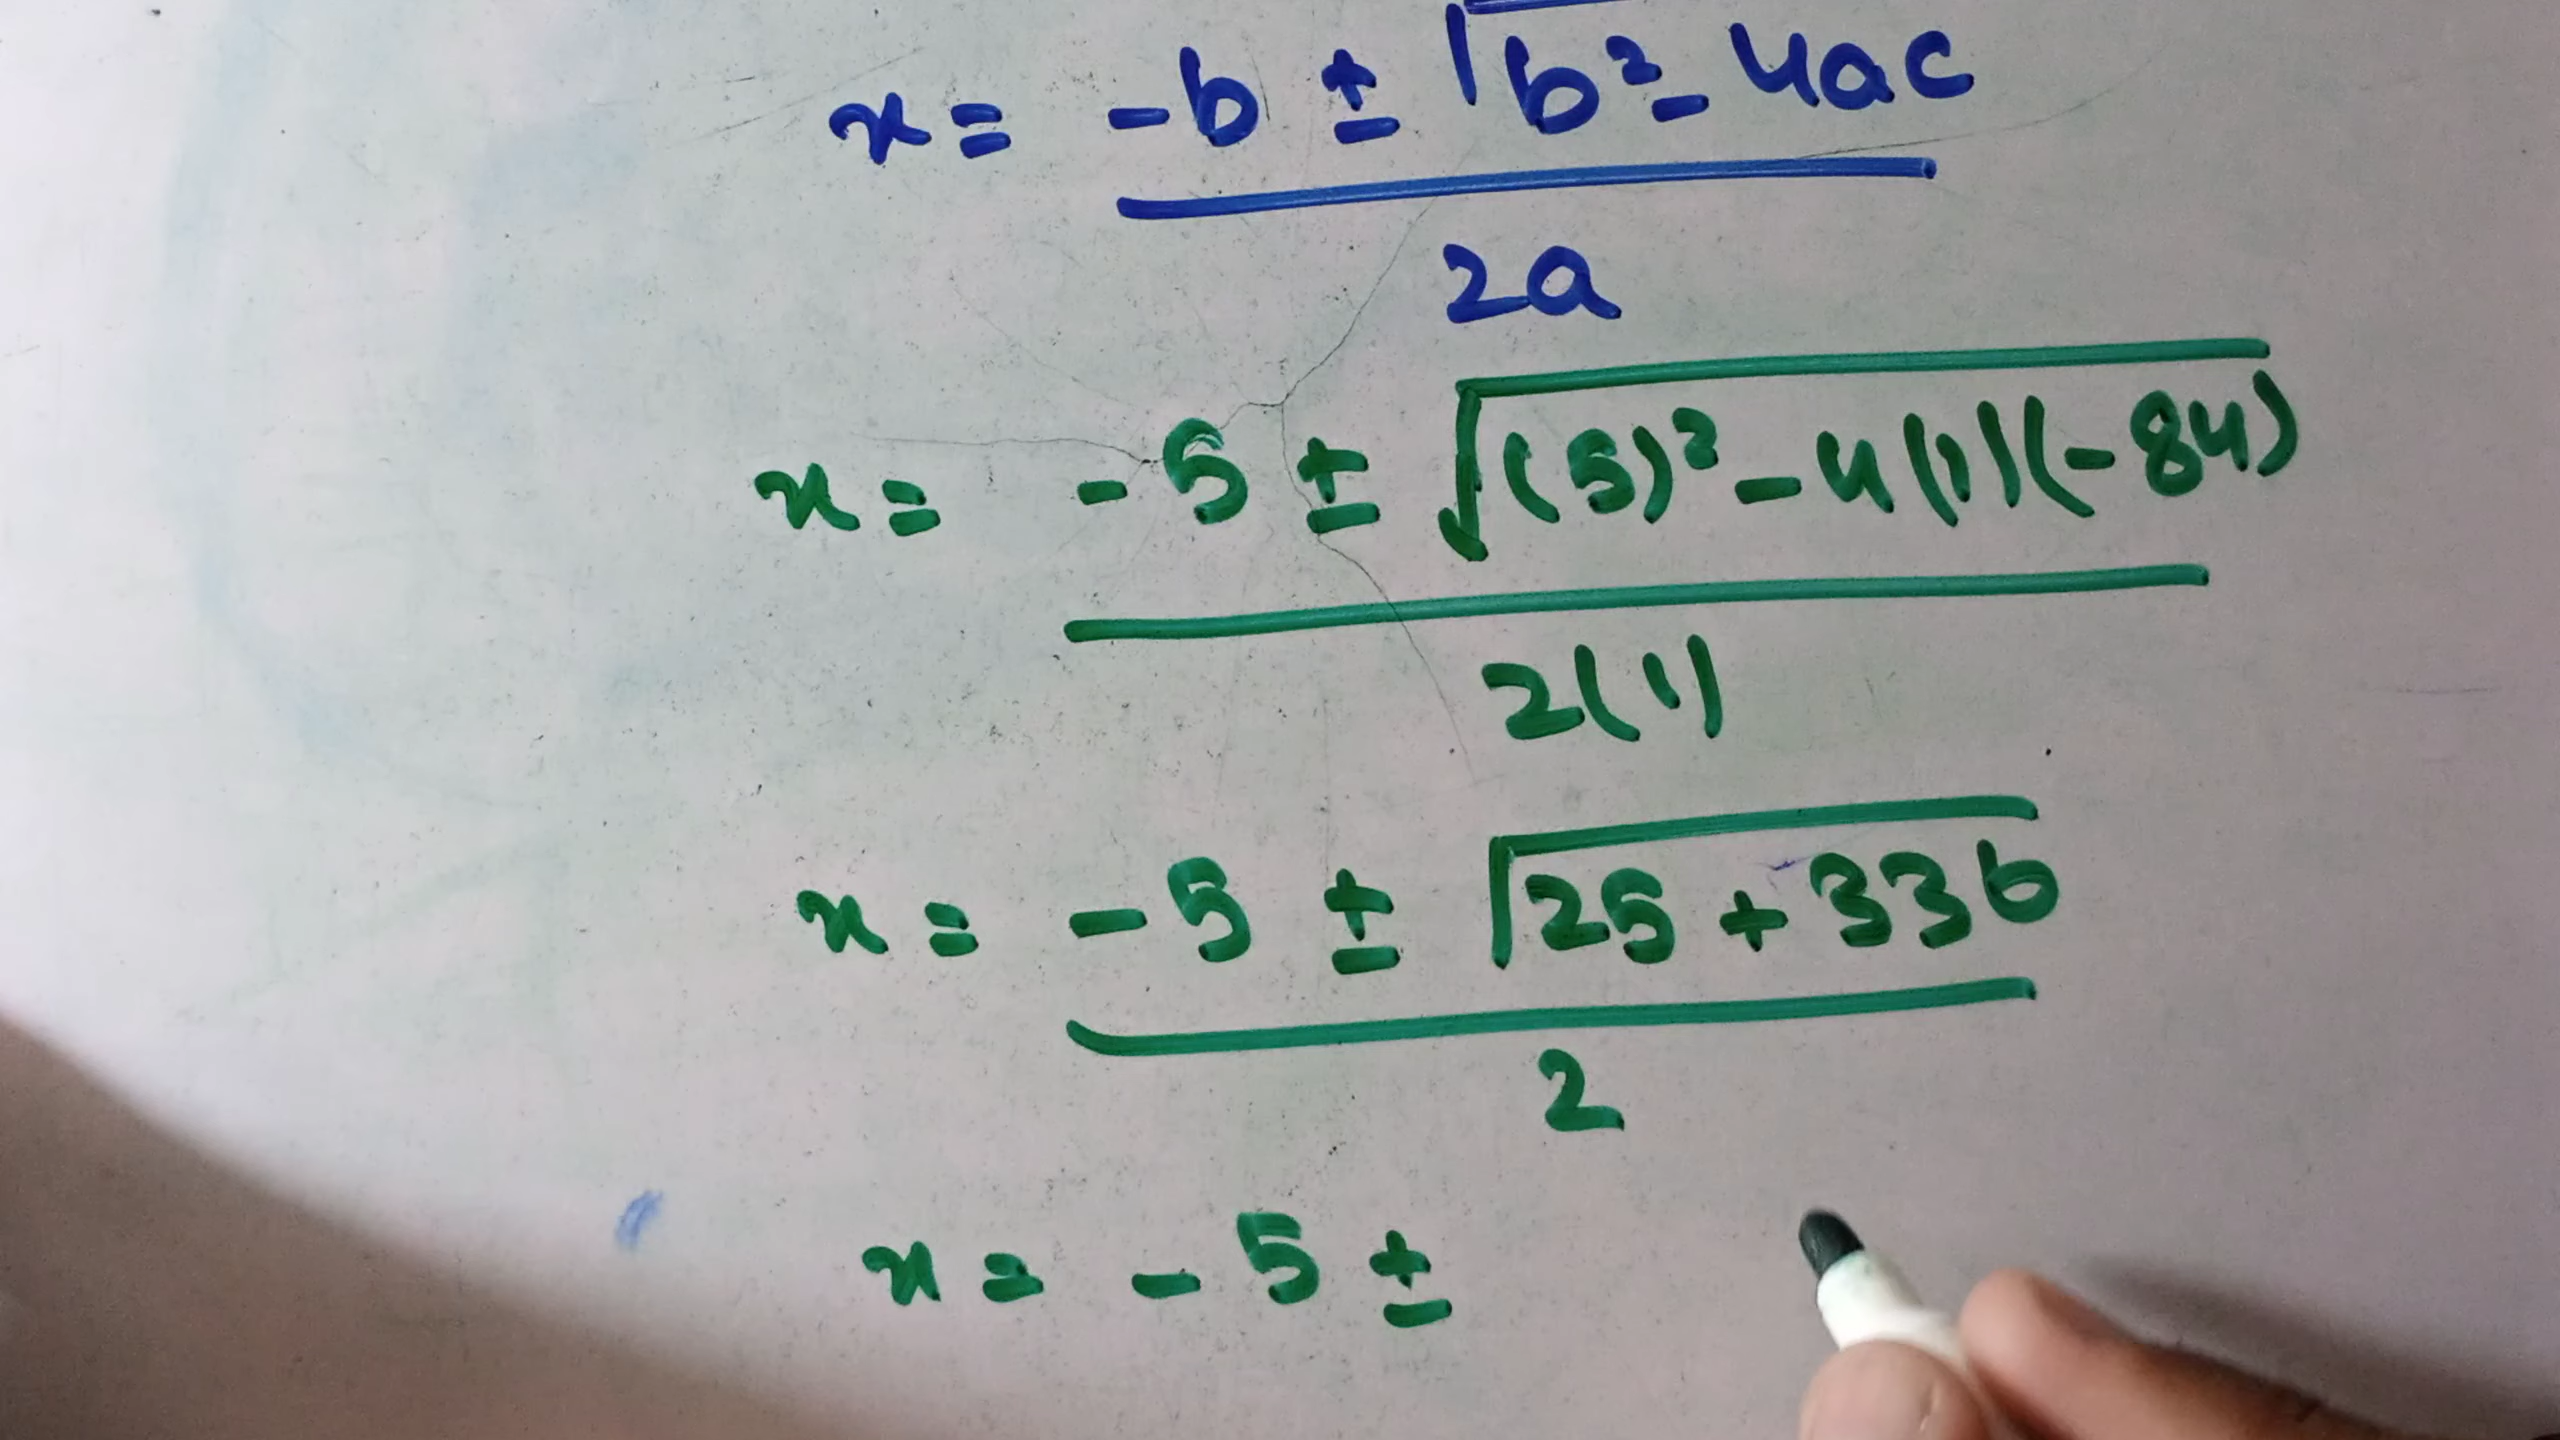 x = -b ± √b² - 4ac
2a
x = -5 ± √(5)² - 4(1)(-84)
2(1)
x = -5 ± √25 + 336
2
x = -5 ±